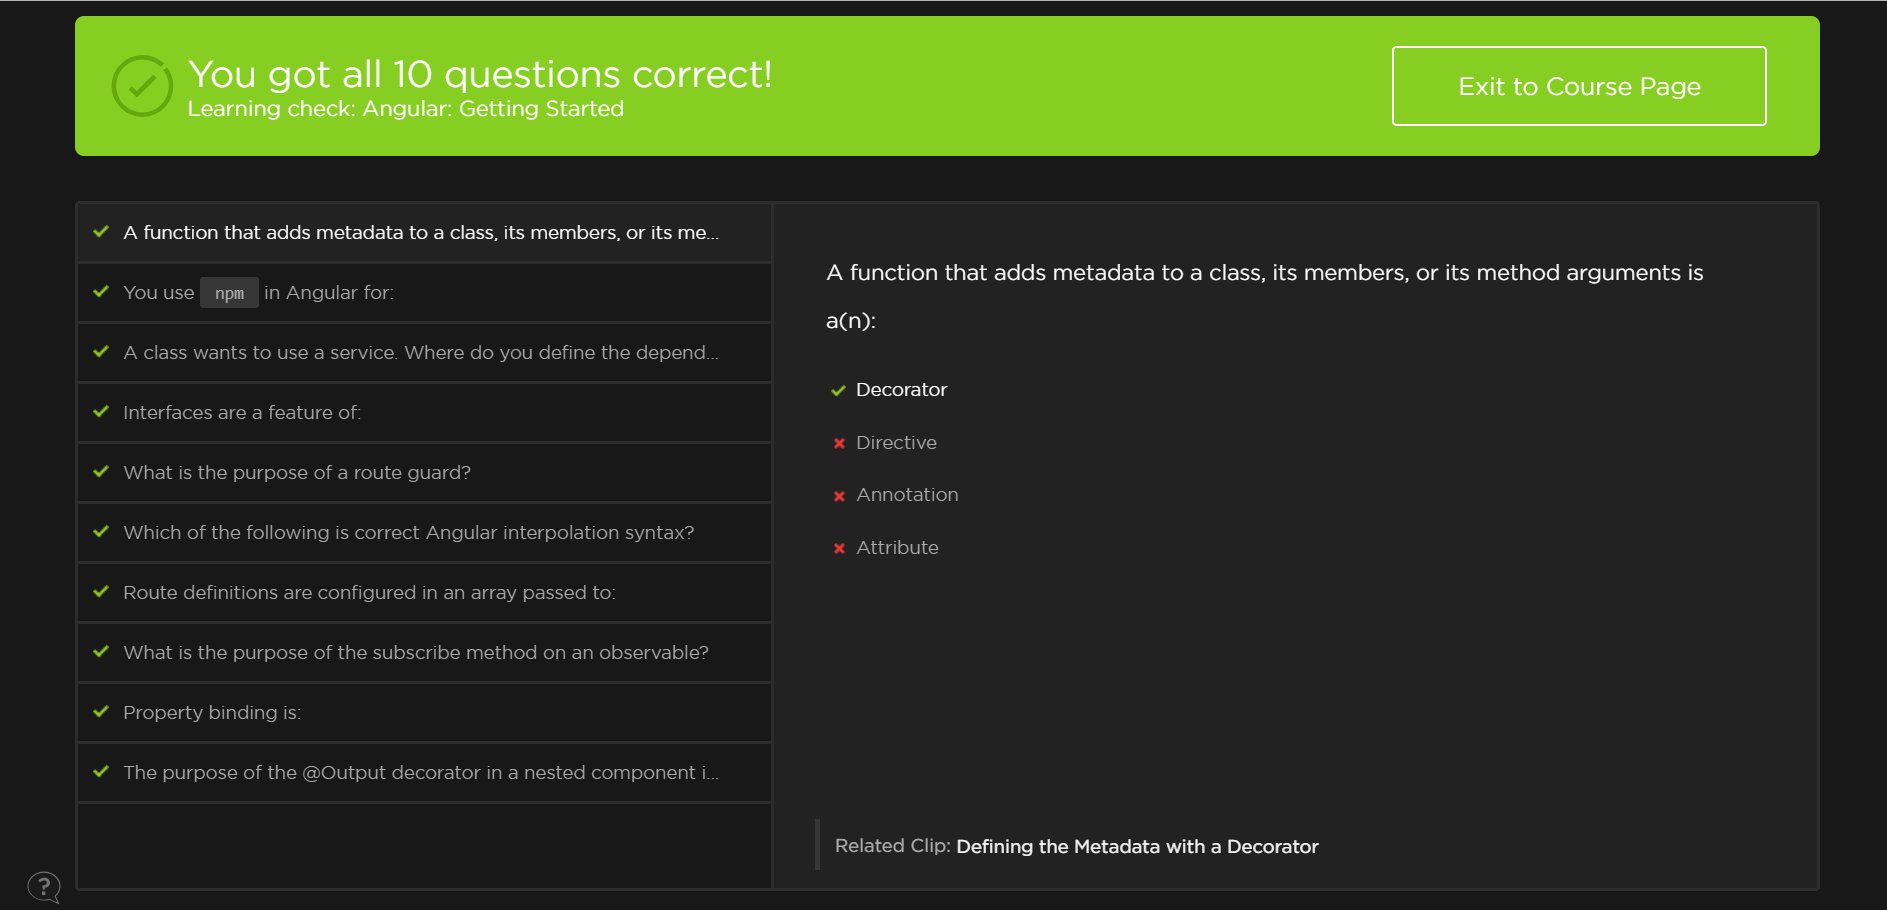 You got all 10 questions correct!
Learning check: Angular: Getting Started
Exit to Course Page
A function that adds metadata to a class, its members, or its me...
You use npm in Angular for:
A class wants to use a service. Where do you define the depend...
Interfaces are a feature of:
What is the purpose of a route guard?
Which of the following is correct Angular interpolation syntax?
Route definitions are configured in an array passed to:
What is the purpose of the subscribe method on an observable?
Property binding is:
The purpose of the @Output decorator in a nested component i...
A function that adds metadata to a class, its members, or its method arguments is
a(n):
Decorator
Directive
Annotation
Attribute
Related Clip: Defining the Metadata with a Decorator
?